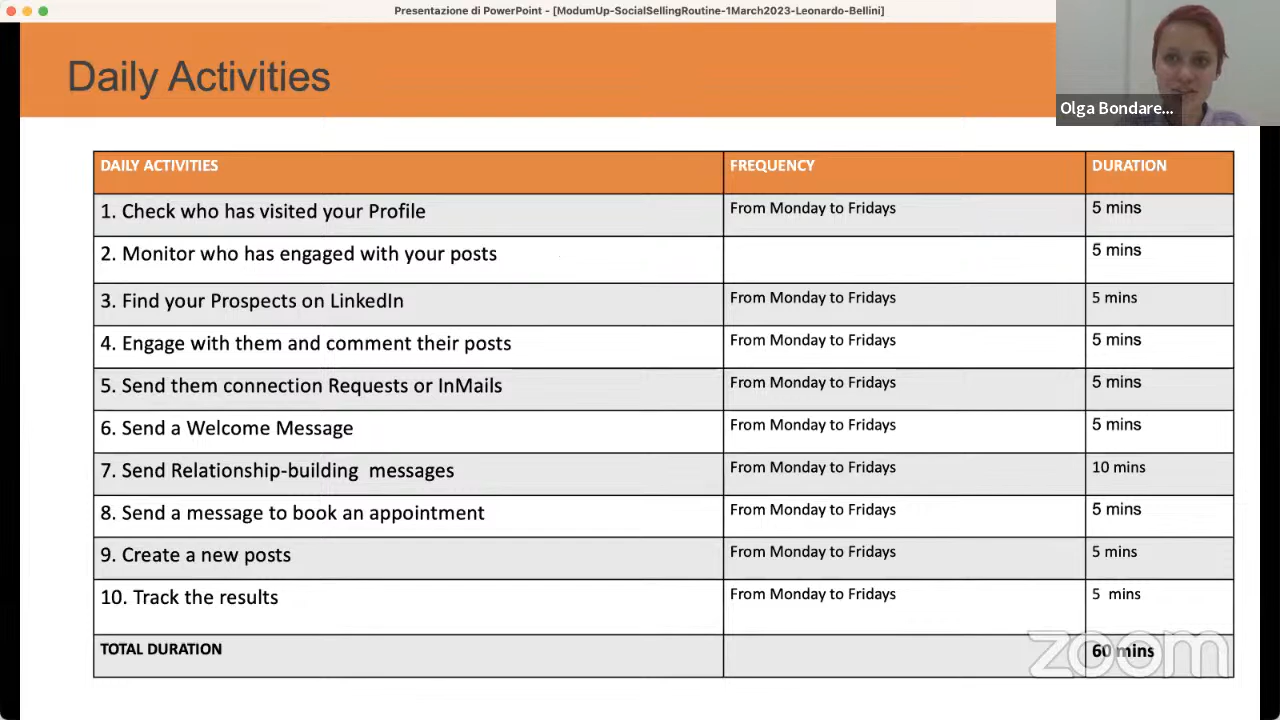 Presentazione di PowerPoint - [ModumUp-SocialSellingRoutine-1March2023-Leonardo-Bellini]
Daily Activities
Olga Bondare...
DAILY ACTIVITIES FREQUENCY DURATION
1. Check who has visited your Profile From Monday to Fridays 5 mins
2. Monitor who has engaged with your posts 5 mins
3. Find your Prospects on LinkedIn From Monday to Fridays 5 mins
4. Engage with them and comment their posts From Monday to Fridays 5 mins
5. Send them connection Requests or InMails From Monday to Fridays 5 mins
6. Send a Welcome Message From Monday to Fridays 5 mins
7. Send Relationship-building messages From Monday to Fridays 10 mins
8. Send a message to book an appointment From Monday to Fridays 5 mins
9. Create a new posts From Monday to Fridays 5 mins
10. Track the results From Monday to Fridays 5 mins
TOTAL DURATION 60 mins
zoom